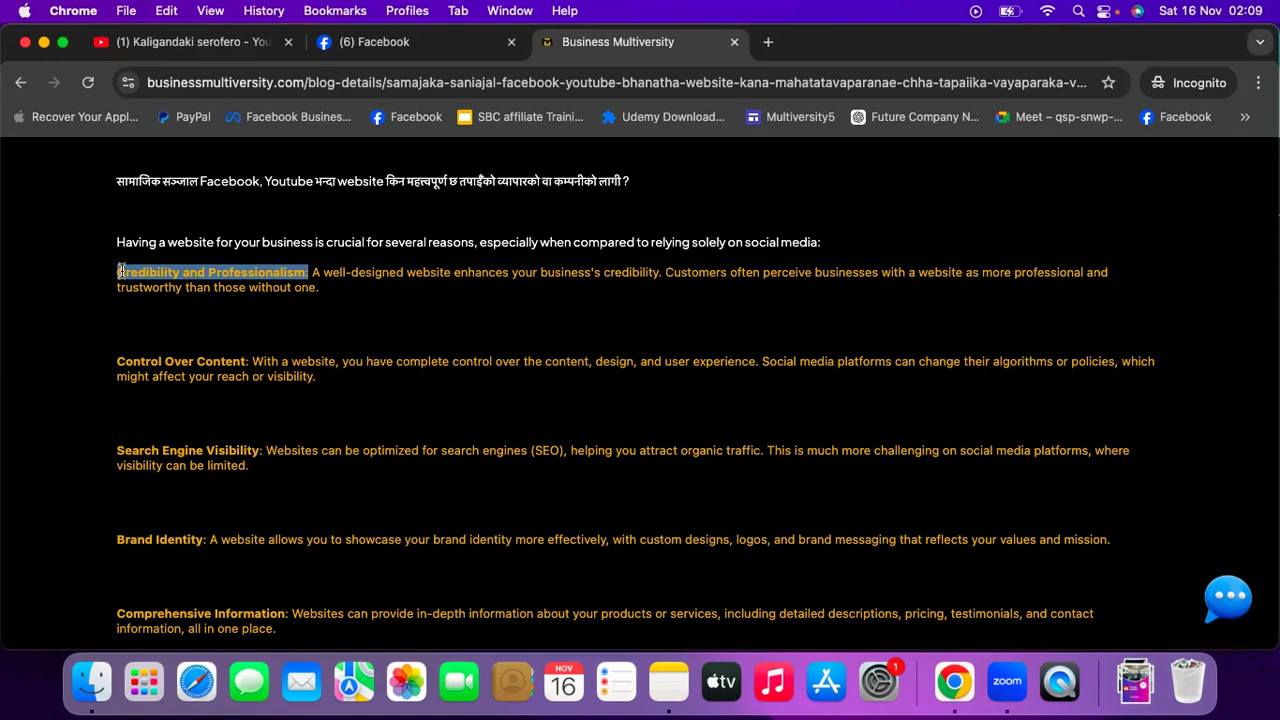 Chrome File Edit View History Bookmarks Profiles Tab Window Help Sat 16 Nov 02:09
(1) Kaligandaki serofero - You (6) Facebook Business Multiversity
businessmultiversity.com/blog-details/samajaka-saniajal-facebook-youtube-bhanatha-website-kana-mahatatavaparanae-chha-tapaiika-vayaparaka-v... Incognito
Recover Your Appl... PayPal Facebook Busines... Facebook SBC affiliate Traini... Udemy Download... Multiversity5 Future Company N... Meet – qsp-snwp-... Facebook
सामाजिक सञ्जाल Facebook, Youtube भन्दा website किन महत्त्वपूर्ण छ तपाईँको व्यापारको वा कम्पनीको लागी ?
Having a website for your business is crucial for several reasons, especially when compared to relying solely on social media:
Credibility and Professionalism: A well-designed website enhances your business's credibility. Customers often perceive businesses with a website as more professional and
trustworthy than those without one.
Control Over Content: With a website, you have complete control over the content, design, and user experience. Social media platforms can change their algorithms or policies, which
might affect your reach or visibility.
Search Engine Visibility: Websites can be optimized for search engines (SEO), helping you attract organic traffic. This is much more challenging on social media platforms, where
visibility can be limited.
Brand Identity: A website allows you to showcase your brand identity more effectively, with custom designs, logos, and brand messaging that reflects your values and mission.
Comprehensive Information: Websites can provide in-depth information about your products or services, including detailed descriptions, pricing, testimonials, and contact
information, all in one place.
NOV
16
tv
zoom
1